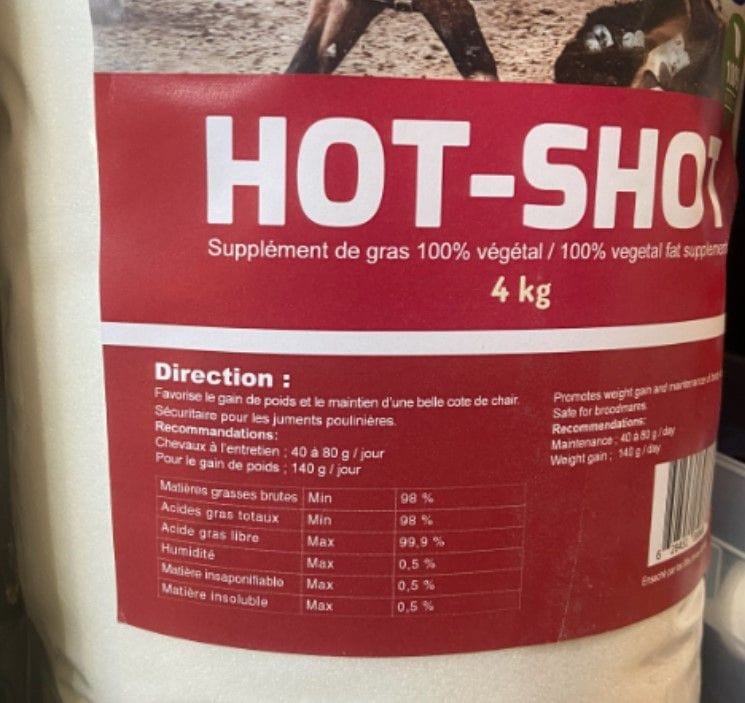 HOT-SHOT
Supplément de gras 100% végétal / 100% vegetal fat supplement
4 kg
Direction :
Favorise le gain de poids et le maintien d'une belle cote de chair.
Sécuritaire pour les juments poulinières.
Recommandations:
Chevaux à l'entretien : 40 à 80 g / jour
Pour le gain de poids : 140 g / jour
Promotes weight gain and maintenance of
Safe for broodmares.
Recommendations:
Maintenance : 40 à 80 g / day
Weight gain : 140 g / day
Matières grasses brutes Min 98 %
Acides gras totaux Min 98 %
Acide gras libre Max 99,9 %
Humidité Max 0,5 %
Matière insaponifiable Max 0,5 %
Matière insoluble Max 0,5 %
Ensaché par